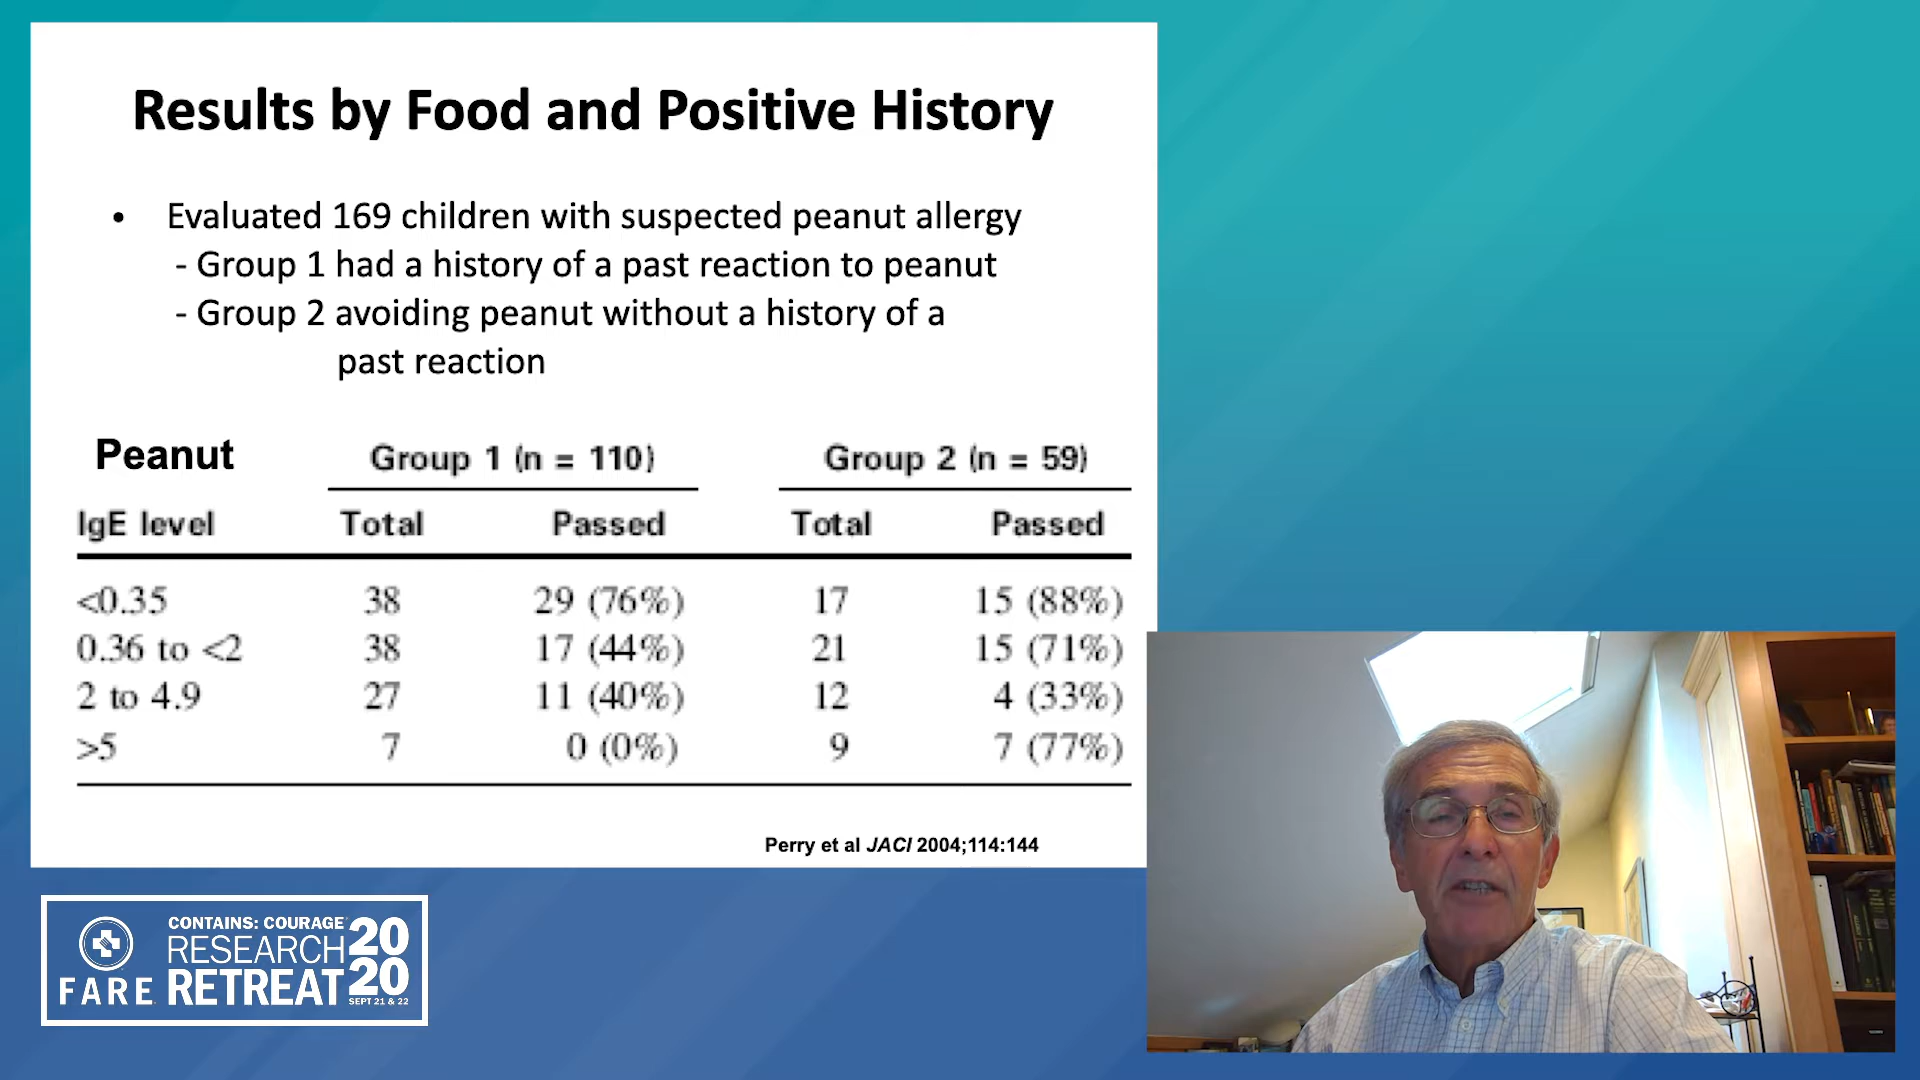 Results by Food and Positive History
• Evaluated 169 children with suspected peanut allergy
- Group 1 had a history of a past reaction to peanut
- Group 2 avoiding peanut without a history of a
past reaction
Peanut Group 1 (n = 110) Group 2 (n = 59)
IgE level Total Passed Total Passed
<0.35 38 29 (76%) 17 15 (88%)
0.36 to <2 38 17 (44%) 21 15 (71%)
2 to 4.9 27 11 (40%) 12 4 (33%)
>5 7 0 (0%) 9 7 (77%)
Perry et al JACI 2004;114:144
FARE
CONTAINS: COURAGE
RESEARCH
RETREAT
20
20
SEPT 21 & 22